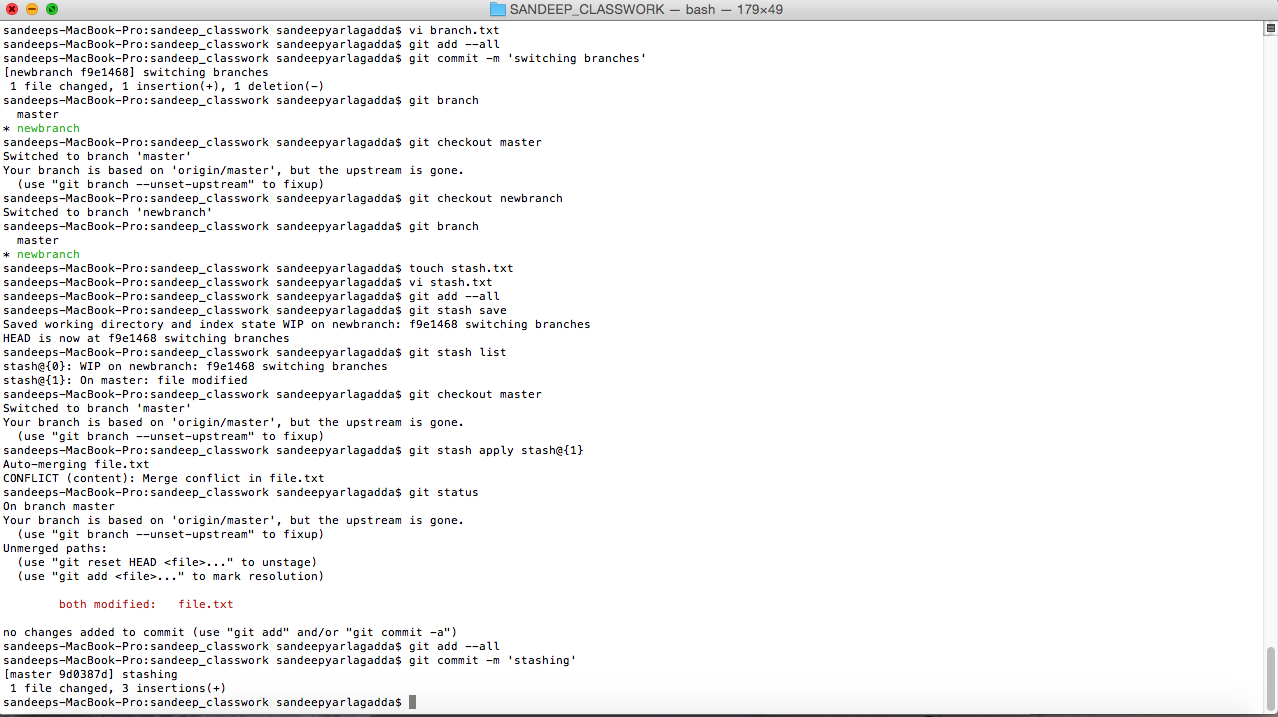 SANDEEP_CLASSWORK — bash — 179×49
sandeeps-MacBook-Pro:sandeep_classwork sandeepyarlagadda$ vi branch.txt
sandeeps-MacBook-Pro:sandeep_classwork sandeepyarlagadda$ git add --all
sandeeps-MacBook-Pro:sandeep_classwork sandeepyarlagadda$ git commit -m 'switching branches'
[newbranch f9e1468] switching branches
 1 file changed, 1 insertion(+), 1 deletion(-)
sandeeps-MacBook-Pro:sandeep_classwork sandeepyarlagadda$ git branch
  master
* newbranch
sandeeps-MacBook-Pro:sandeep_classwork sandeepyarlagadda$ git checkout master
Switched to branch 'master'
Your branch is based on 'origin/master', but the upstream is gone.
  (use "git branch --unset-upstream" to fixup)
sandeeps-MacBook-Pro:sandeep_classwork sandeepyarlagadda$ git checkout newbranch
Switched to branch 'newbranch'
sandeeps-MacBook-Pro:sandeep_classwork sandeepyarlagadda$ git branch
  master
* newbranch
sandeeps-MacBook-Pro:sandeep_classwork sandeepyarlagadda$ touch stash.txt
sandeeps-MacBook-Pro:sandeep_classwork sandeepyarlagadda$ vi stash.txt
sandeeps-MacBook-Pro:sandeep_classwork sandeepyarlagadda$ git add --all
sandeeps-MacBook-Pro:sandeep_classwork sandeepyarlagadda$ git stash save
Saved working directory and index state WIP on newbranch: f9e1468 switching branches
HEAD is now at f9e1468 switching branches
sandeeps-MacBook-Pro:sandeep_classwork sandeepyarlagadda$ git stash list
stash@{0}: WIP on newbranch: f9e1468 switching branches
stash@{1}: On master: file modified
sandeeps-MacBook-Pro:sandeep_classwork sandeepyarlagadda$ git checkout master
Switched to branch 'master'
Your branch is based on 'origin/master', but the upstream is gone.
  (use "git branch --unset-upstream" to fixup)
sandeeps-MacBook-Pro:sandeep_classwork sandeepyarlagadda$ git stash apply stash@{1}
Auto-merging file.txt
CONFLICT (content): Merge conflict in file.txt
sandeeps-MacBook-Pro:sandeep_classwork sandeepyarlagadda$ git status
On branch master
Your branch is based on 'origin/master', but the upstream is gone.
  (use "git branch --unset-upstream" to fixup)
Unmerged paths:
  (use "git reset HEAD <file>..." to unstage)
  (use "git add <file>..." to mark resolution)
both modified:   file.txt
no changes added to commit (use "git add" and/or "git commit -a")
sandeeps-MacBook-Pro:sandeep_classwork sandeepyarlagadda$ git add --all
sandeeps-MacBook-Pro:sandeep_classwork sandeepyarlagadda$ git commit -m 'stashing'
[master 9d0387d] stashing
 1 file changed, 3 insertions(+)
sandeeps-MacBook-Pro:sandeep_classwork sandeepyarlagadda$